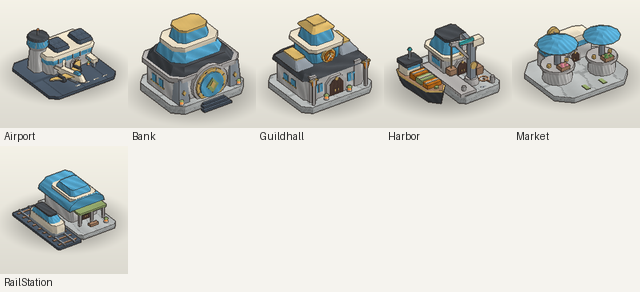 Airport
Bank
Guildhall
Harbor
Market
RailStation